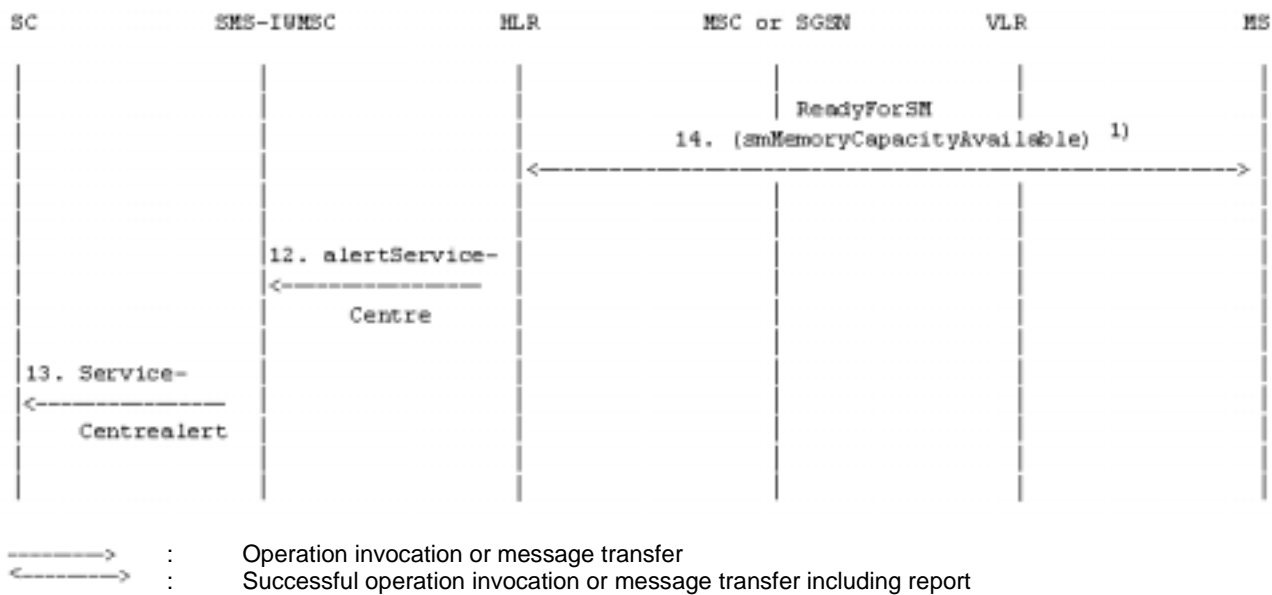 SC SMS-IWMSC HLR MSC or SGSN VLR MS
ReadyForSM
14. (smMemoryCapacityAvailable) 1)
12. alertService-
Centre
13. Service-
Centrealert
: Operation invocation or message transfer
: Successful operation invocation or message transfer including report